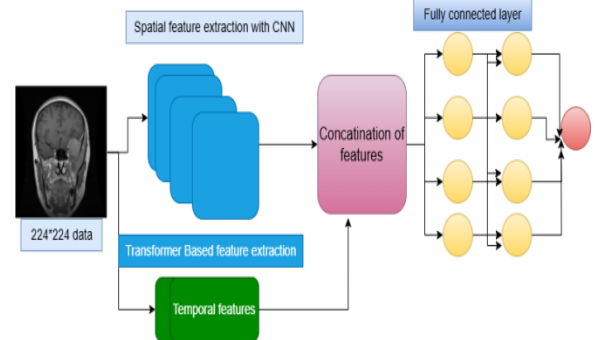 Spatial feature extraction with CNN
Fully connected layer
Concatination of
features
224*224 data
Transformer Based feature extraction
Temporal features